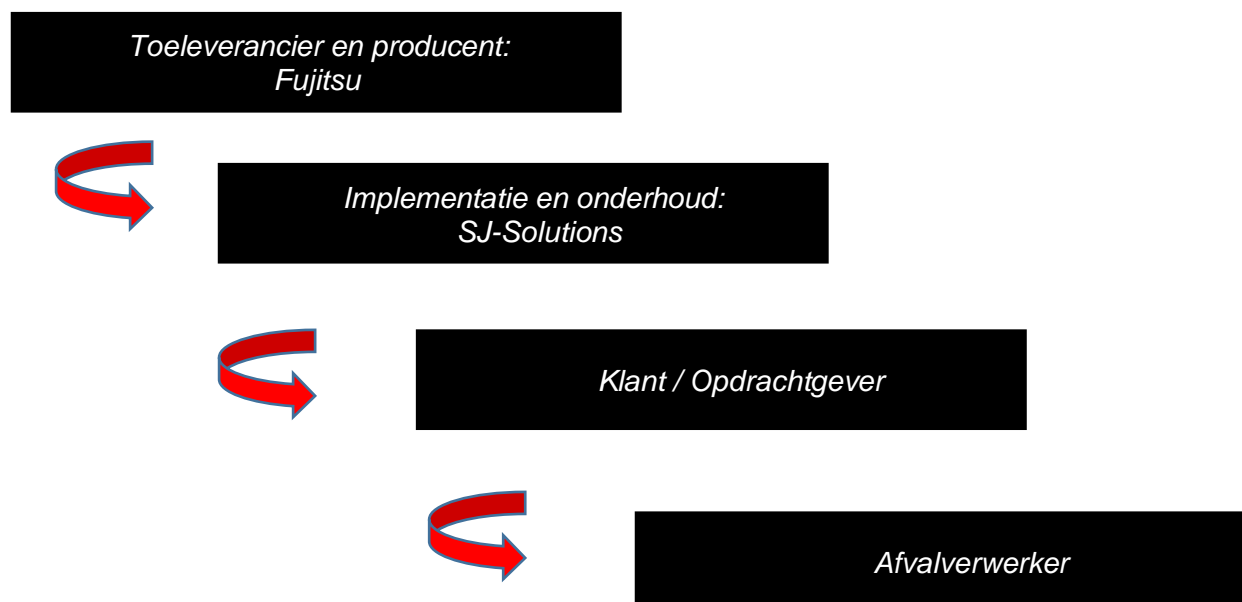 Toeleverancier en producent:
Fujitsu
Implementatie en onderhoud:
SJ-Solutions
Klant / Opdrachtgever
Afvalverwerker